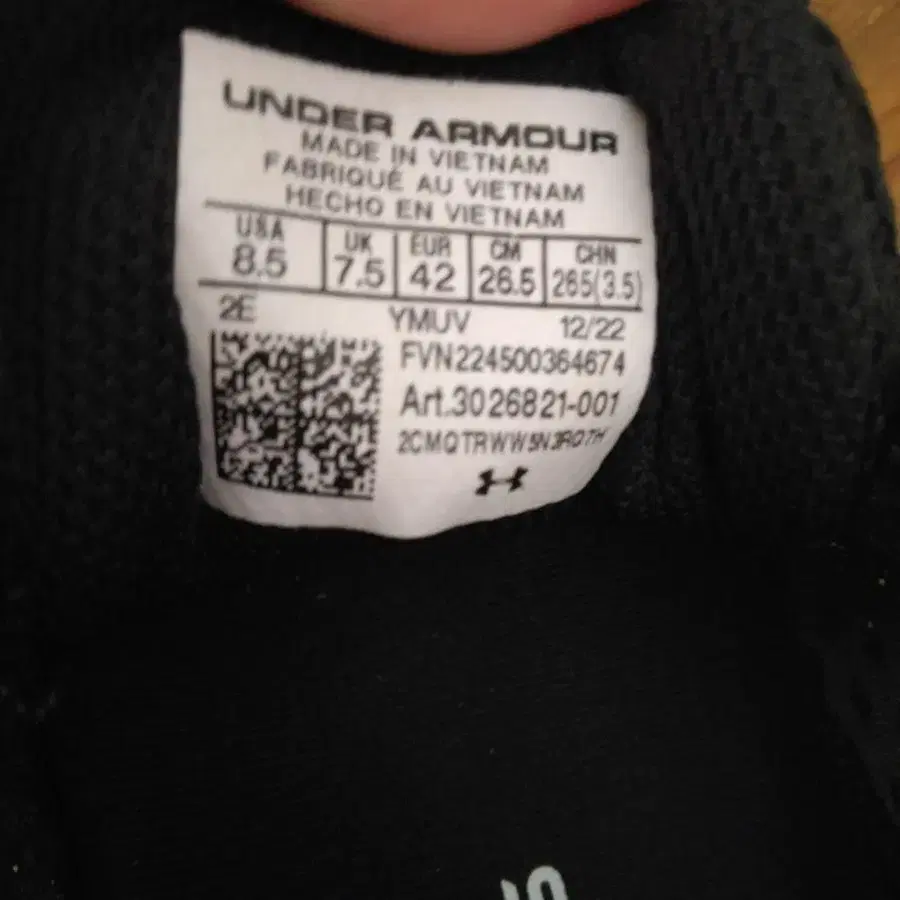 UNDER ARMOUR
MADE IN VIETNAM
FABRIQUÉ AU VIETNAM
HECHO EN VIETNAM
USA UK EUR CM CHN
8.5 7.5 42 26.5 265(3.5)
2E YMUV 12/22
FVN224500364674
Art.3026821-001